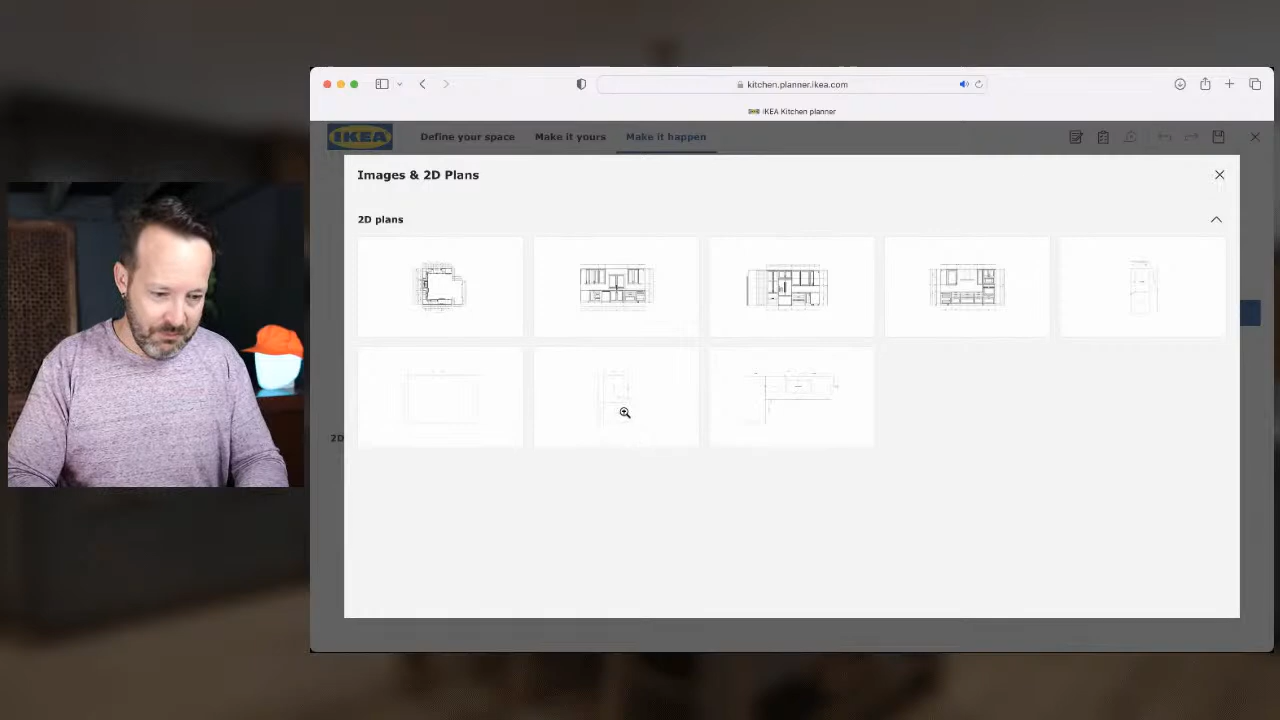 kitchen.planner.ikea.com
IKEA Kitchen planner
IKEA Define your space Make it yours Make it happen
Images & 2D Plans
2D plans
2D